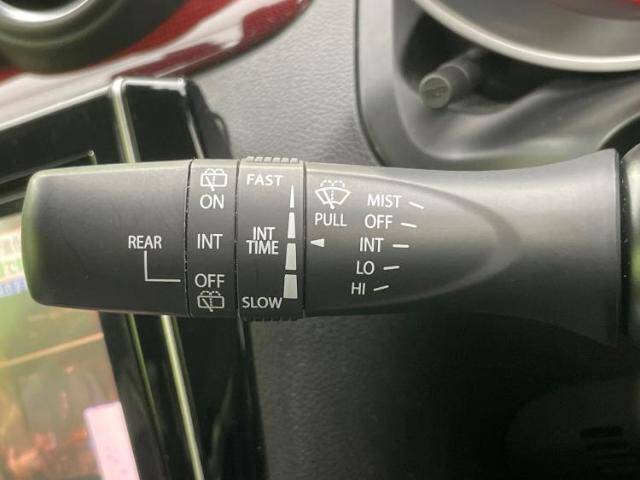 REAR
ON
INT
OFF
FAST
INT
TIME
SLOW
PULL
MIST
OFF
INT
LO
HI